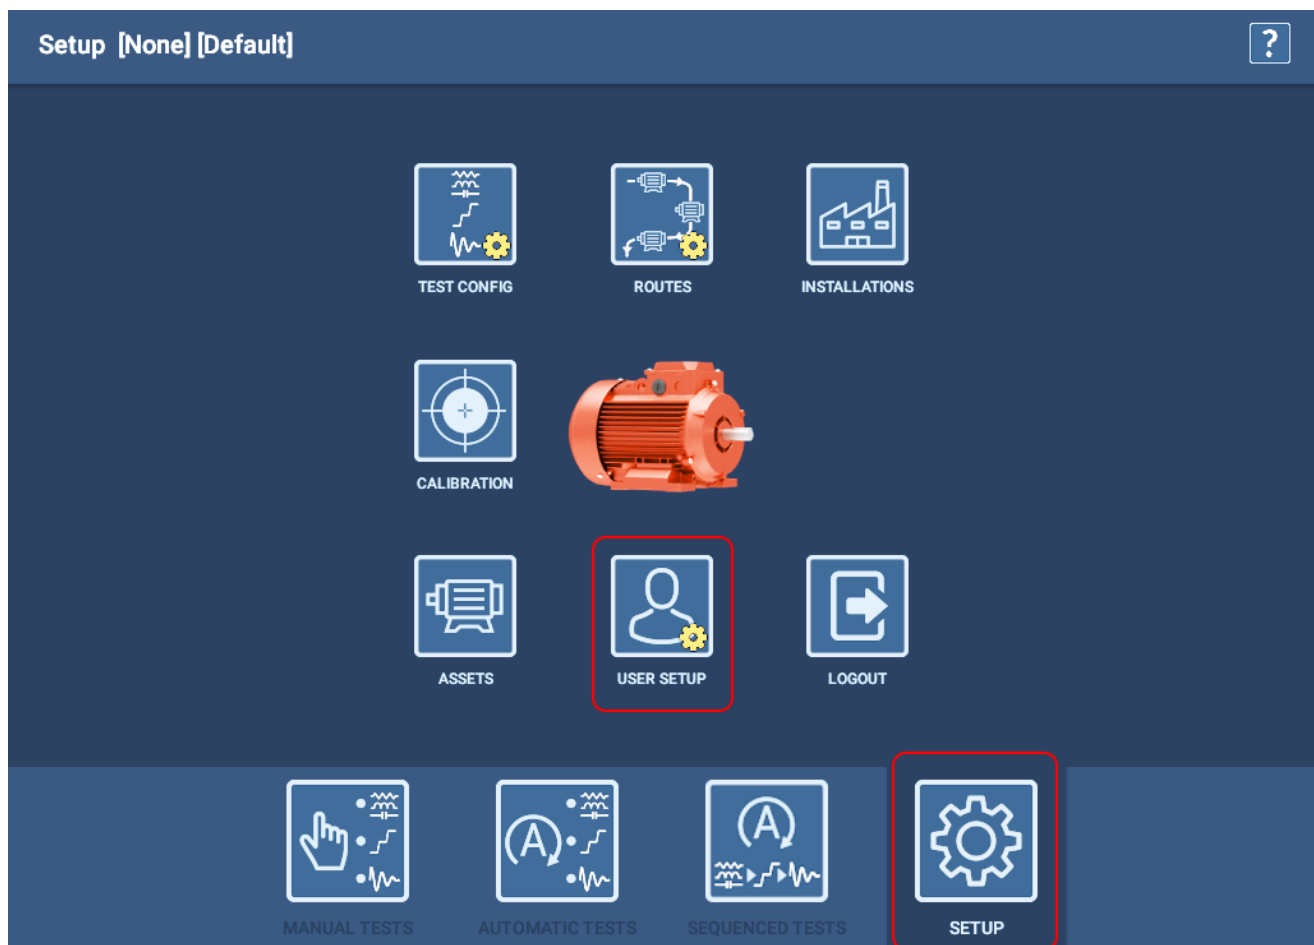 Setup [None] [Default]
?
TEST CONFIG
ROUTES
INSTALLATIONS
CALIBRATION
ASSETS
USER SETUP
LOGOUT
A
A
MANUAL TESTS
AUTOMATIC TESTS
SEQUENCED TESTS
SETUP